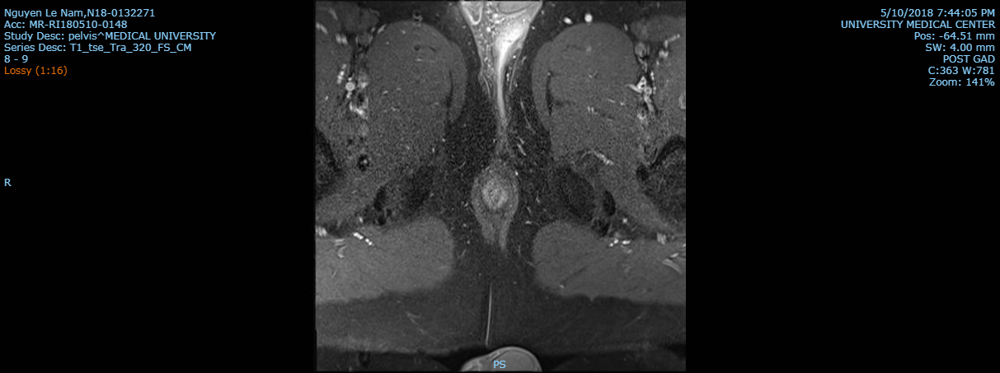 Nguyen Le Nam,N18-0132271
Acc: MR-RI180510-0148
Study Desc: pelvis^MEDICAL UNIVERSITY
Series Desc: T1_tse_Tra_320_FS_CM
8 - 9
Lossy (1:16)
5/10/2018 7:44:05 PM
UNIVERSITY MEDICAL CENTER
Pos: -64.51 mm
SW: 4.00 mm
POST GAD
C:363 W:781
Zoom: 141%
R
PS